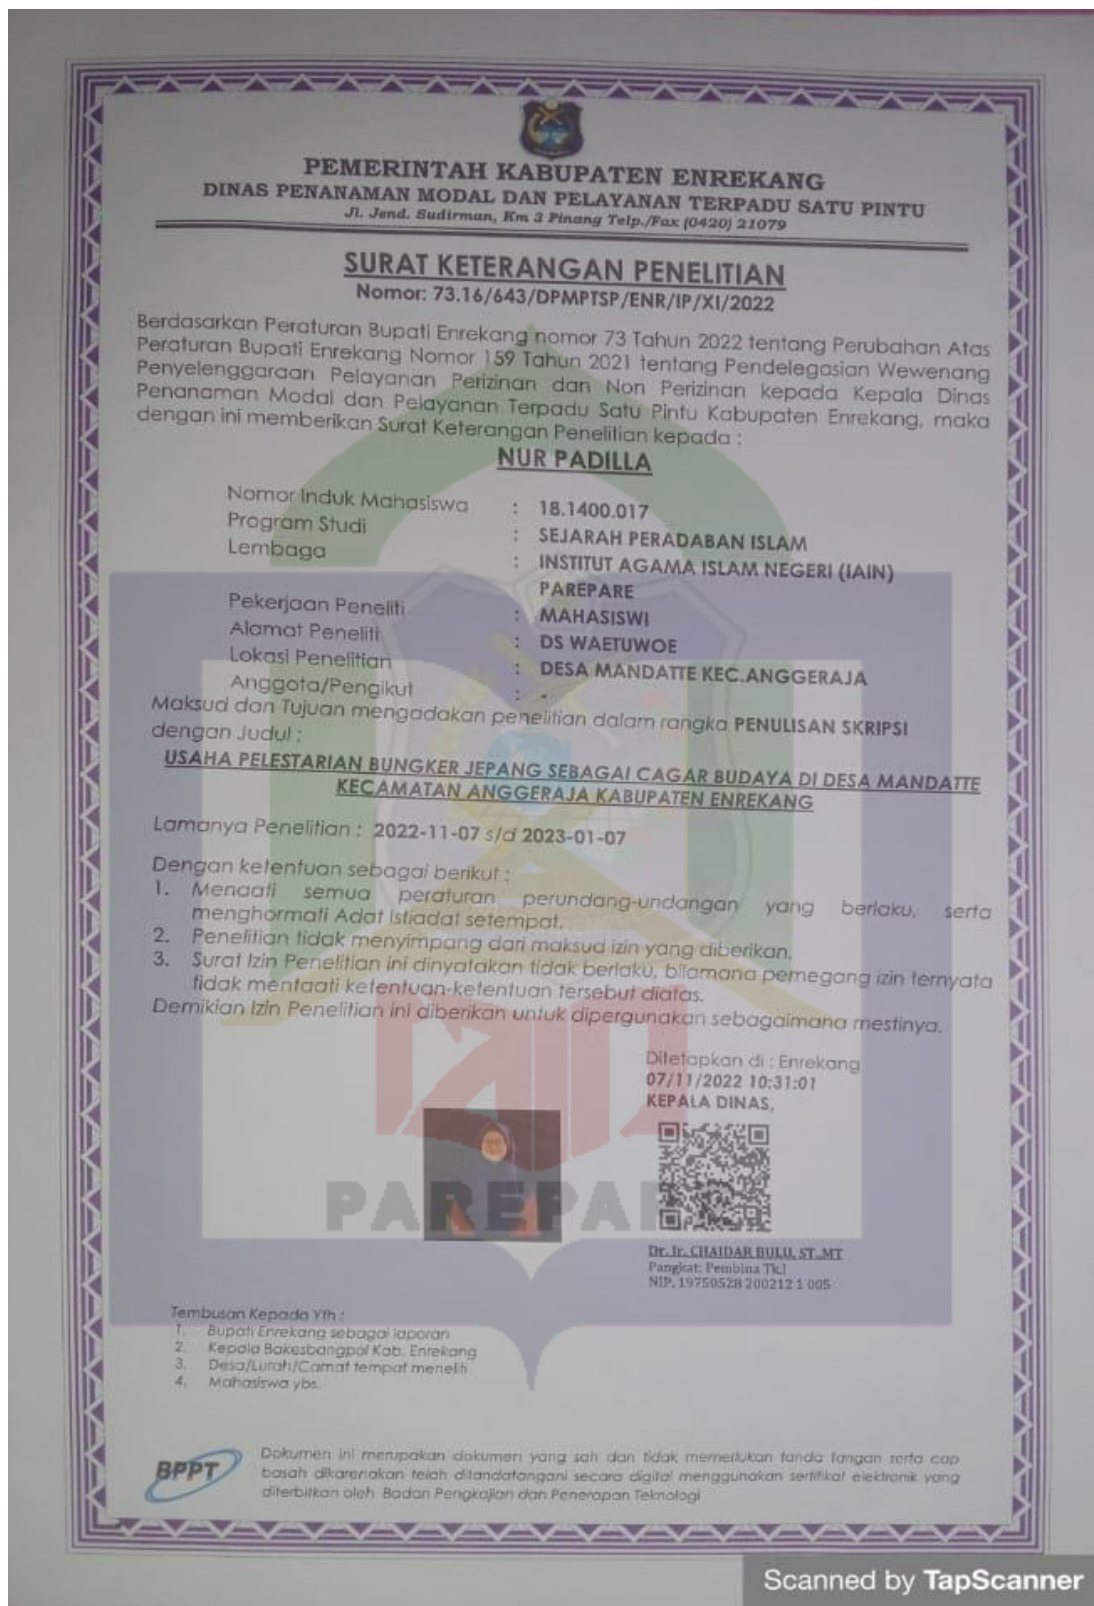 PEMERINTAH KABUPATEN ENREKANG
DINAS PENANAMAN MODAL DAN PELAYANAN TERPADU SATU PINTU
Jl. Jend. Sudirman, Km 3 Pinang Telp./Fax (0420) 21079
SURAT KETERANGAN PENELITIAN
Nomor: 73.16/643/DPMPTSP/ENR/IP/XI/2022
Berdasarkan Peraturan Bupati Enrekang nomor 73 Tahun 2022 tentang Perubahan Atas
Peraturan Bupati Enrekang Nomor 159 Tahun 2021 tentang Pendelegasian Wewenang
Penyelenggaraan Pelayanan Perizinan dan Non Perizinan kepada Kepala Dinas
Penanaman Modal dan Pelayanan Terpadu Satu Pintu Kabupaten Enrekang, maka
dengan ini memberikan Surat Keterangan Penelitian kepada :
NUR PADILLA
Nomor Induk Mahasiswa : 18.1400.017
Program Studi : SEJARAH PERADABAN ISLAM
Lembaga : INSTITUT AGAMA ISLAM NEGERI (IAIN)
PAREPARE
Pekerjaan Peneliti : MAHASISWI
Alamat Peneliti : DS WAETUWOE
Lokasi Penelitian : DESA MANDATTE KEC.ANGGERAJA
Anggota/Pengikut : -
Maksud dan Tujuan mengadakan penelitian dalam rangka PENULISAN SKRIPSI
dengan Judul :
USAHA PELESTARIAN BUNGKER JEPANG SEBAGAI CAGAR BUDAYA DI DESA MANDATTE
KECAMATAN ANGGERAJA KABUPATEN ENREKANG
Lamanya Penelitian : 2022-11-07 s/d 2023-01-07
Dengan ketentuan sebagai berikut :
1. Menaati semua peraturan perundang-undangan yang berlaku, serta
menghormati Adat Istiadat setempat.
2. Penelitian tidak menyimpang dari maksud izin yang diberikan.
3. Surat Izin Penelitian ini dinyatakan tidak berlaku, bilamana pemegang izin ternyata
tidak mentaati ketentuan-ketentuan tersebut diatas.
Demikian Izin Penelitian ini diberikan untuk dipergunakan sebagaimana mestinya.
Ditetapkan di : Enrekang
07/11/2022 10:31:01
KEPALA DINAS,
PAREPARE
Dr. Ir. CHAIDAR BULU, ST.,MT
Pangkat: Pembina Tk.I
NIP. 19750528 200212 1 005
Tembusan Kepada Yth :
1. Bupati Enrekang sebagai laporan
2. Kepala Bakesbangpol Kab. Enrekang
3. Desa/Lurah/Camat tempat meneliti
4. Mahasiswa ybs.
BPPT
Dokumen ini merupakan dokumen yang sah dan tidak memerlukan tanda tangan serta cap
basah dikarenakan telah ditandatangani secara digital menggunakan sertifikat elektronik yang
diterbitkan oleh Badan Pengkajian dan Penerapan Teknologi
Scanned by TapScanner